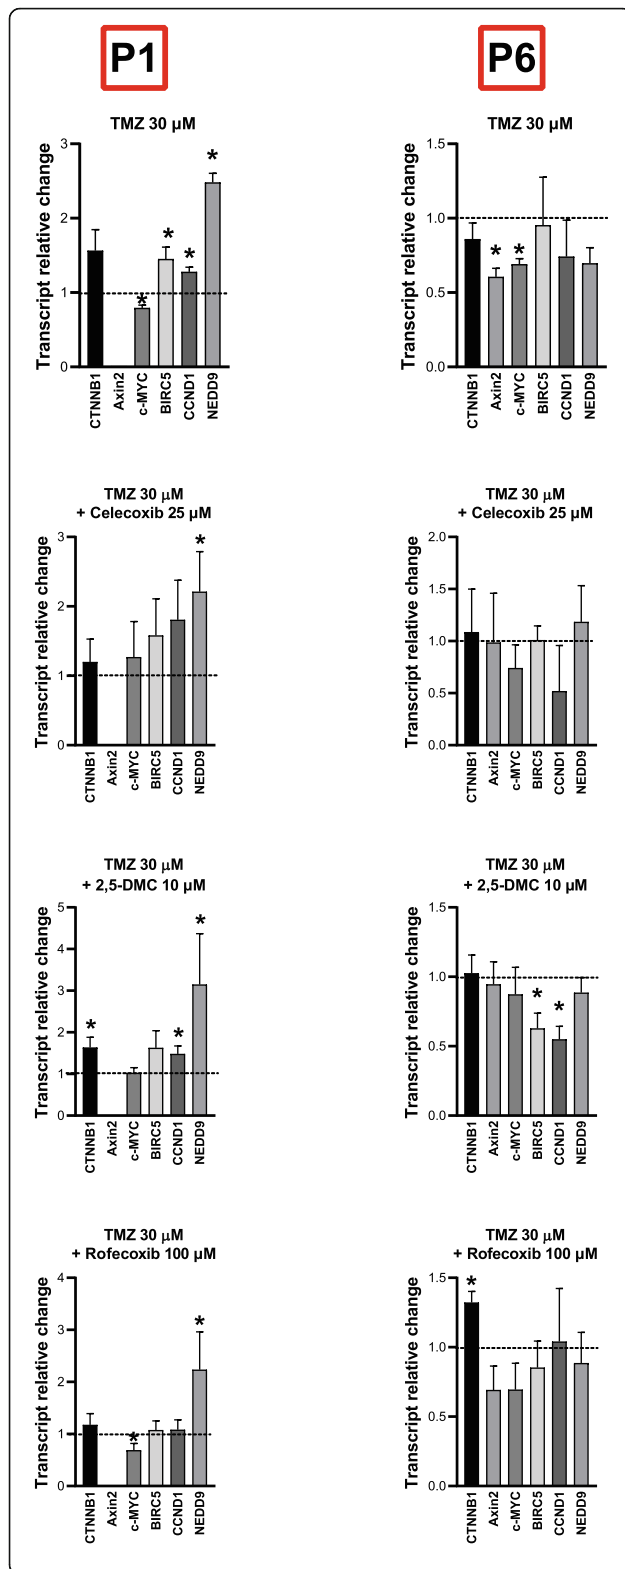 P1
P6
TMZ 30 µM
Transcript relative change
3
2
1
0
*
*
*
*
CTNNB1
Axin2
c-MYC
BIRC5
CCND1
NEDD9
TMZ 30 µM
Transcript relative change
1.5
1.0
0.5
0.0
*
*
CTNNB1
Axin2
c-MYC
BIRC5
CCND1
NEDD9
TMZ 30 µM
+ Celecoxib 25 µM
Transcript relative change
3
2
1
0
*
CTNNB1
Axin2
c-MYC
BIRC5
CCND1
NEDD9
TMZ 30 µM
+ Celecoxib 25 µM
Transcript relative change
2.0
1.5
1.0
0.5
0.0
CTNNB1
Axin2
c-MYC
BIRC5
CCND1
NEDD9
TMZ 30 µM
+ 2,5-DMC 10 µM
Transcript relative change
5
4
3
2
1
0
*
*
*
CTNNB1
Axin2
c-MYC
BIRC5
CCND1
NEDD9
TMZ 30 µM
+ 2,5-DMC 10 µM
Transcript relative change
1.5
1.0
0.5
0.0
*
*
CTNNB1
Axin2
c-MYC
BIRC5
CCND1
NEDD9
TMZ 30 µM
+ Rofecoxib 100 µM
Transcript relative change
4
3
2
1
0
*
*
CTNNB1
Axin2
c-MYC
BIRC5
CCND1
NEDD9
TMZ 30 µM
+ Rofecoxib 100 µM
Transcript relative change
1.5
1.0
0.5
0.0
*
CTNNB1
Axin2
c-MYC
BIRC5
CCND1
NEDD9